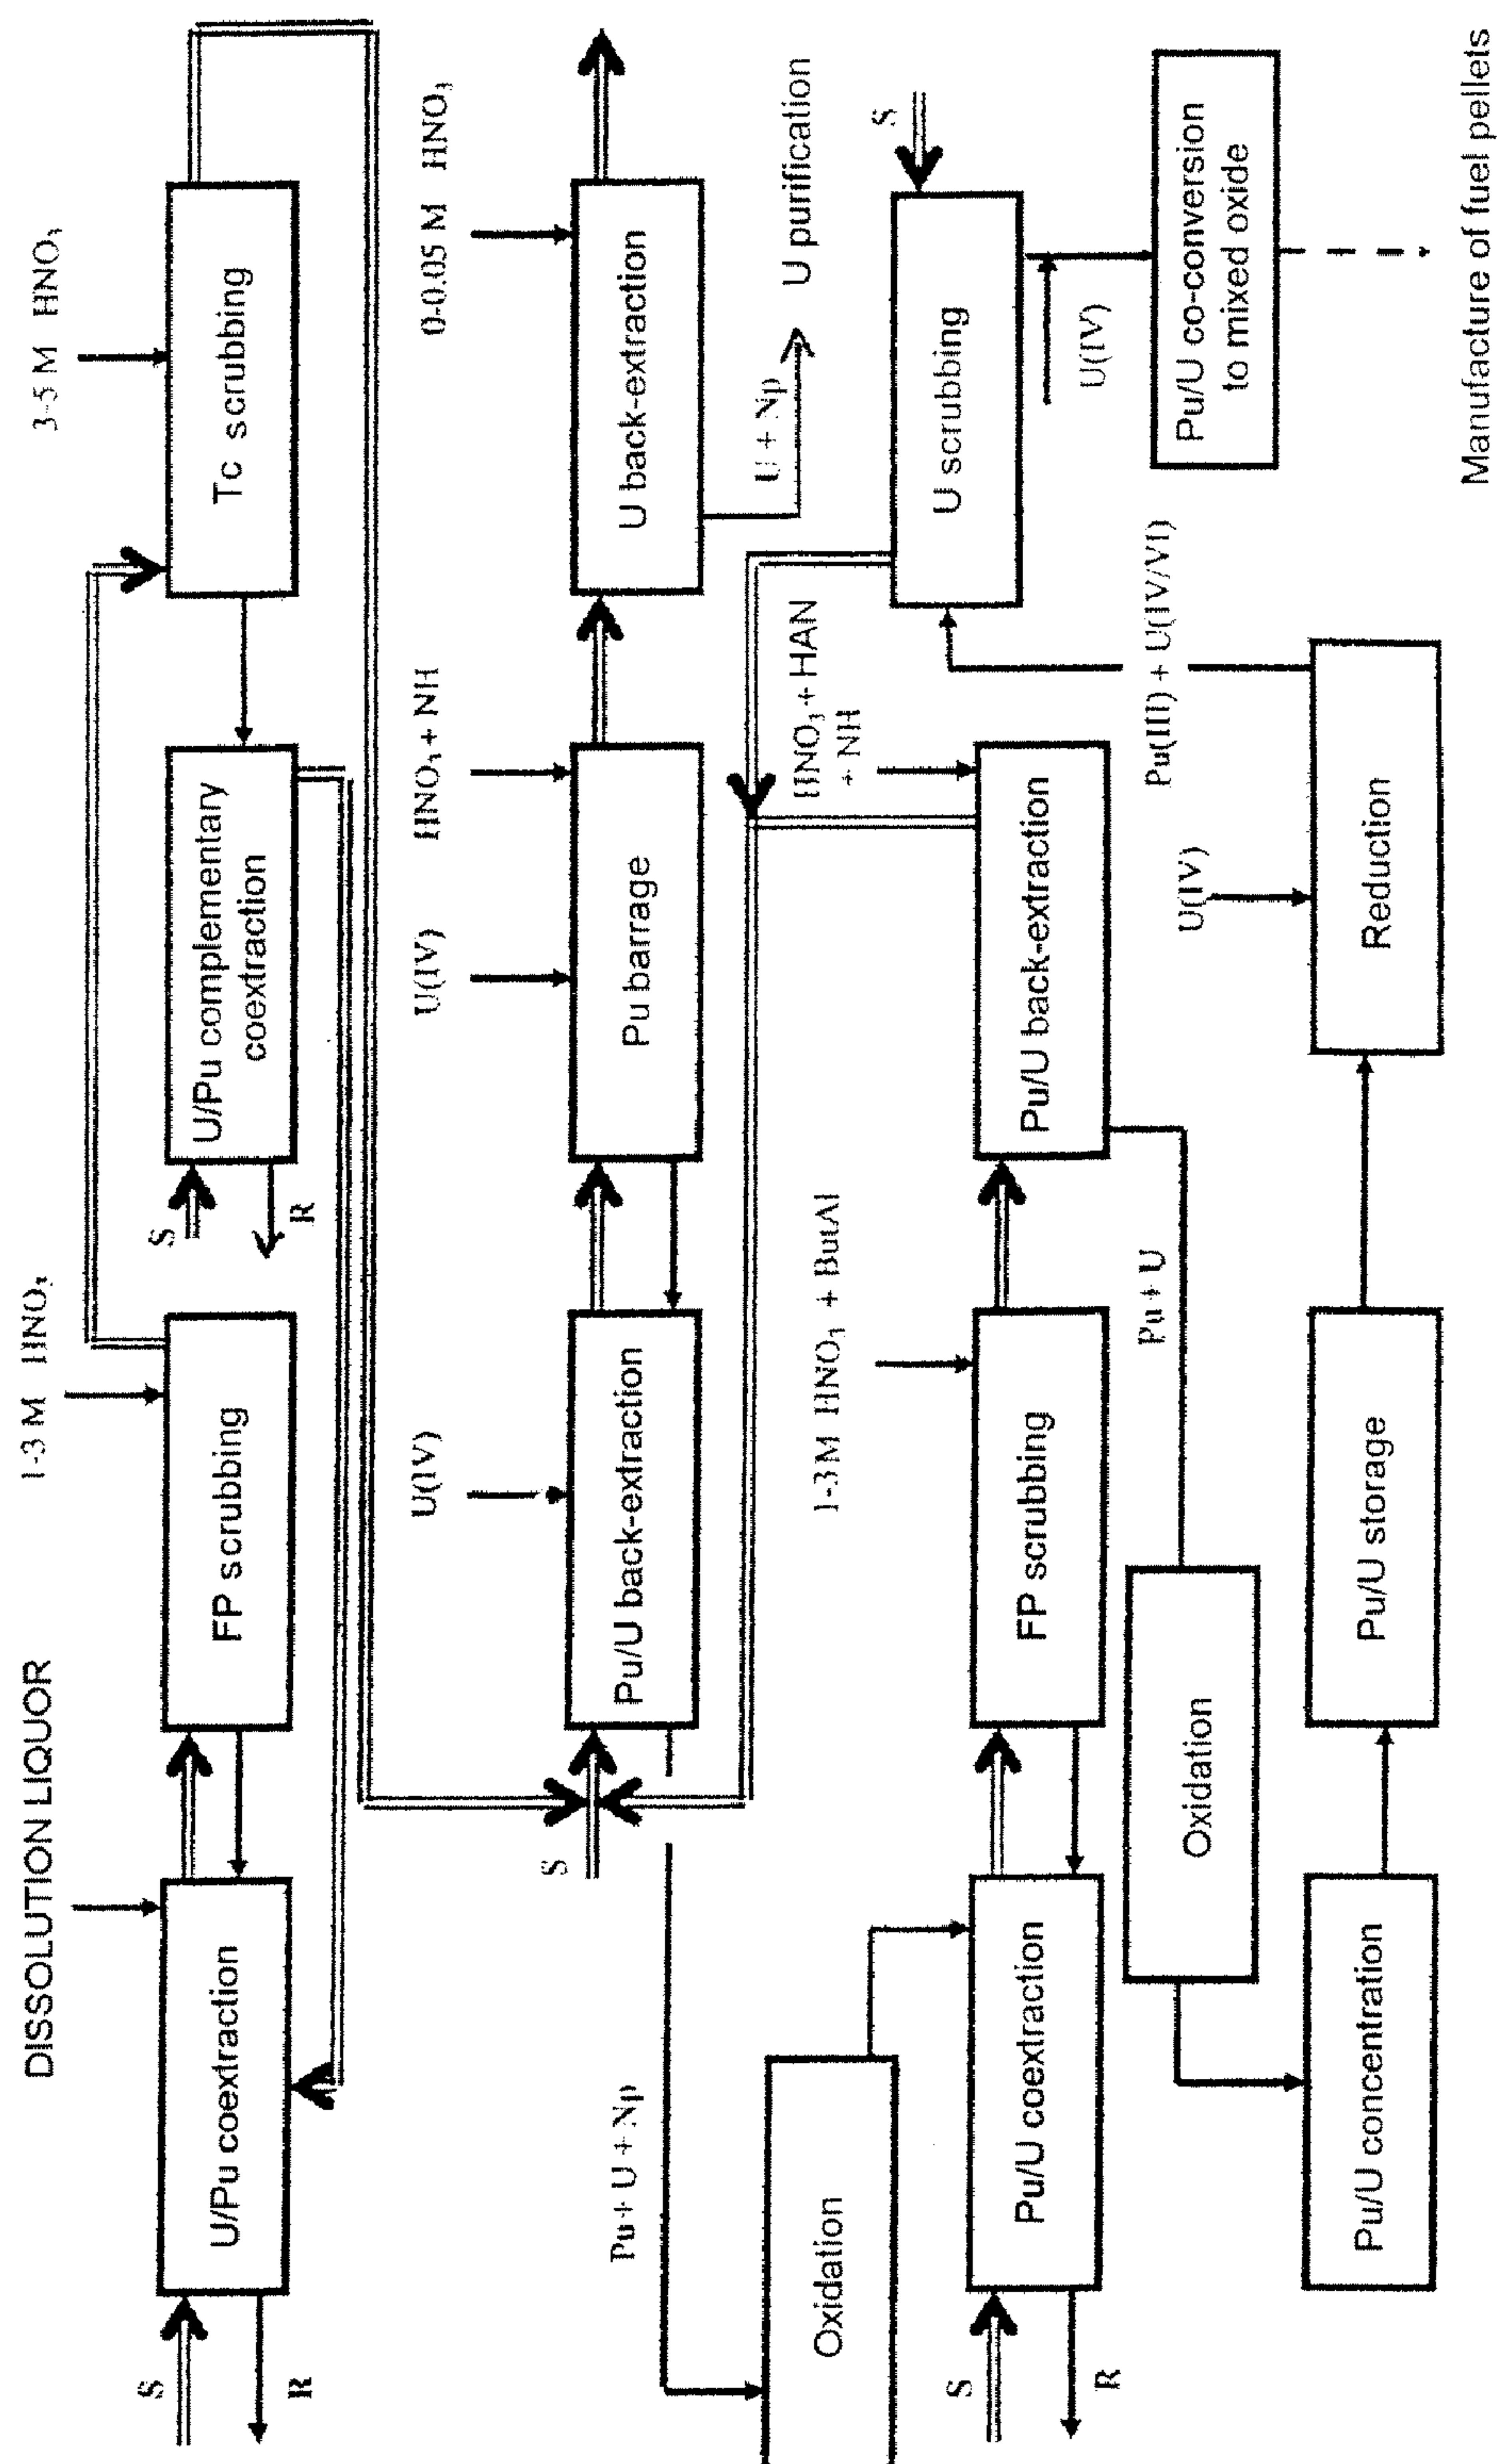 DISSOLUTION LIQUOR
1-3 M HNO₃
3-5 M HNO₃
S
R
U/Pu coextraction
FP scrubbing
S
R
U/Pu complementary
coextraction
Tc scrubbing
S
U(IV)
U(IV)
HNO₃ + NH
0-0.05 M HNO₃
Pu/U back-extraction
Pu barrage
U back-extraction
Pu + U + Np
U + Np
U purification
Oxidation
1-3 M HNO₃ + ButAl
HNO₃ + HAN
+ NH
S
S
R
Pu/U coextraction
FP scrubbing
Pu/U back-extraction
U scrubbing
Pu + U
Oxidation
U(IV)
U(IV)
Pu(III) + U(IV/VI)
Pu/U concentration
Pu/U storage
Reduction
Pu/U co-conversion
to mixed oxide
Manufacture of fuel pellets